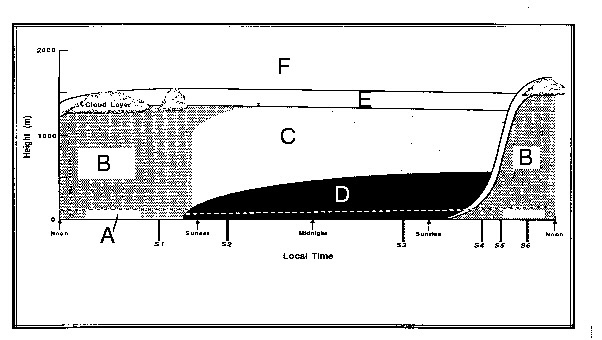 2000
F
Cloud Layer
E
Height (m)
1000
C
B
B
D
0
A
Noon
S1
Sunset
S2
Midnight
S3
Sunrise
S4
S5
S6
Noon
Local Time